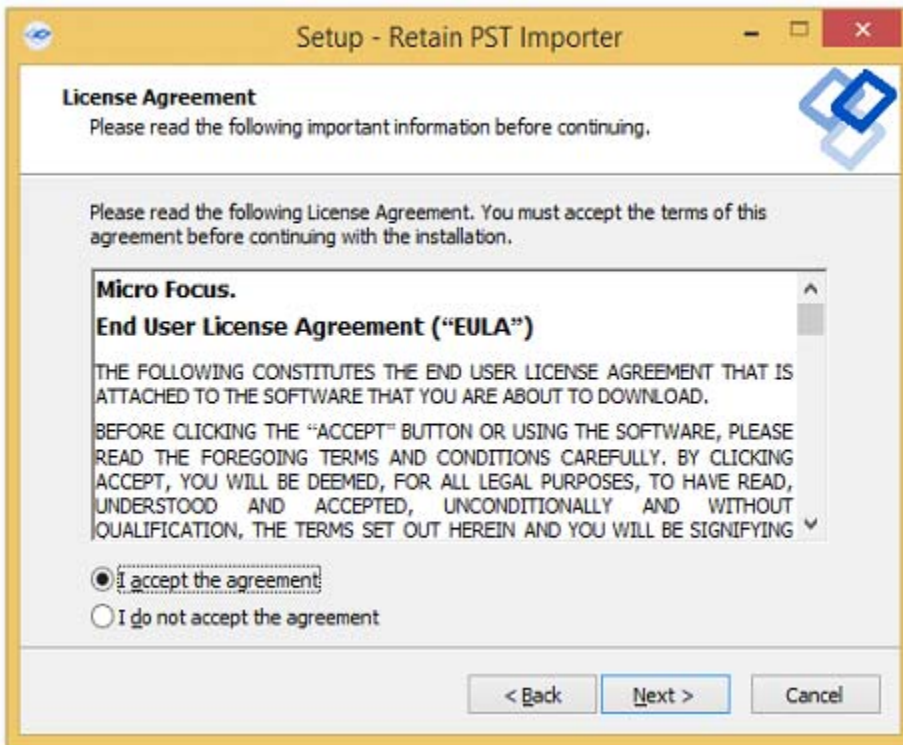 Setup - Retain PST Importer
License Agreement
Please read the following important information before continuing.
Please read the following License Agreement. You must accept the terms of this
agreement before continuing with the installation.
Micro Focus.
End User License Agreement (“EULA”)
THE FOLLOWING CONSTITUTES THE END USER LICENSE AGREEMENT THAT IS
ATTACHED TO THE SOFTWARE THAT YOU ARE ABOUT TO DOWNLOAD.
BEFORE CLICKING THE “ACCEPT” BUTTON OR USING THE SOFTWARE, PLEASE
READ THE FOREGOING TERMS AND CONDITIONS CAREFULLY. BY CLICKING
ACCEPT, YOU WILL BE DEEMED, FOR ALL LEGAL PURPOSES, TO HAVE READ,
UNDERSTOOD AND ACCEPTED, UNCONDITIONALLY AND WITHOUT
QUALIFICATION, THE TERMS SET OUT HEREIN AND YOU WILL BE SIGNIFYING
I accept the agreement
I do not accept the agreement
< Back
Next >
Cancel